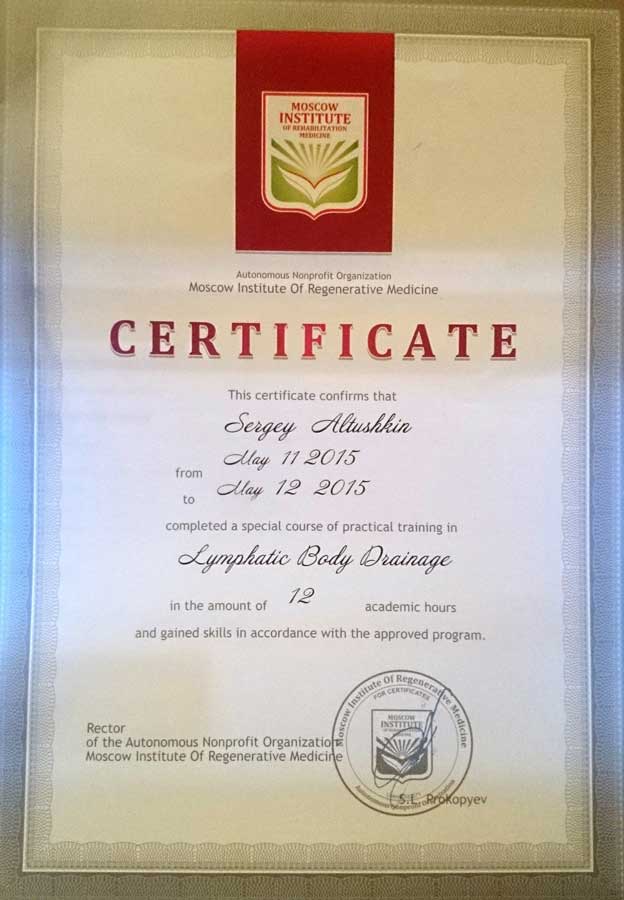 MOSCOW
INSTITUTE
OF REHABILITATION
MEDICINE
Autonomous Nonprofit Organization
Moscow Institute Of Regenerative Medicine
CERTIFICATE
This certificate confirms that
Sergey Altushkin
from May 11 2015
to May 12 2015
completed a special course of practical training in
Lymphatic Body Drainage
in the amount of 12 academic hours
and gained skills in accordance with the approved program.
Rector
of the Autonomous Nonprofit Organization
Moscow Institute Of Regenerative Medicine
Moscow Institute Of Regenerative Medicine
FOR CERTIFICATES
MOSCOW
INSTITUTE
Autonomous Nonprofit Organization
S.L. Prokopyev